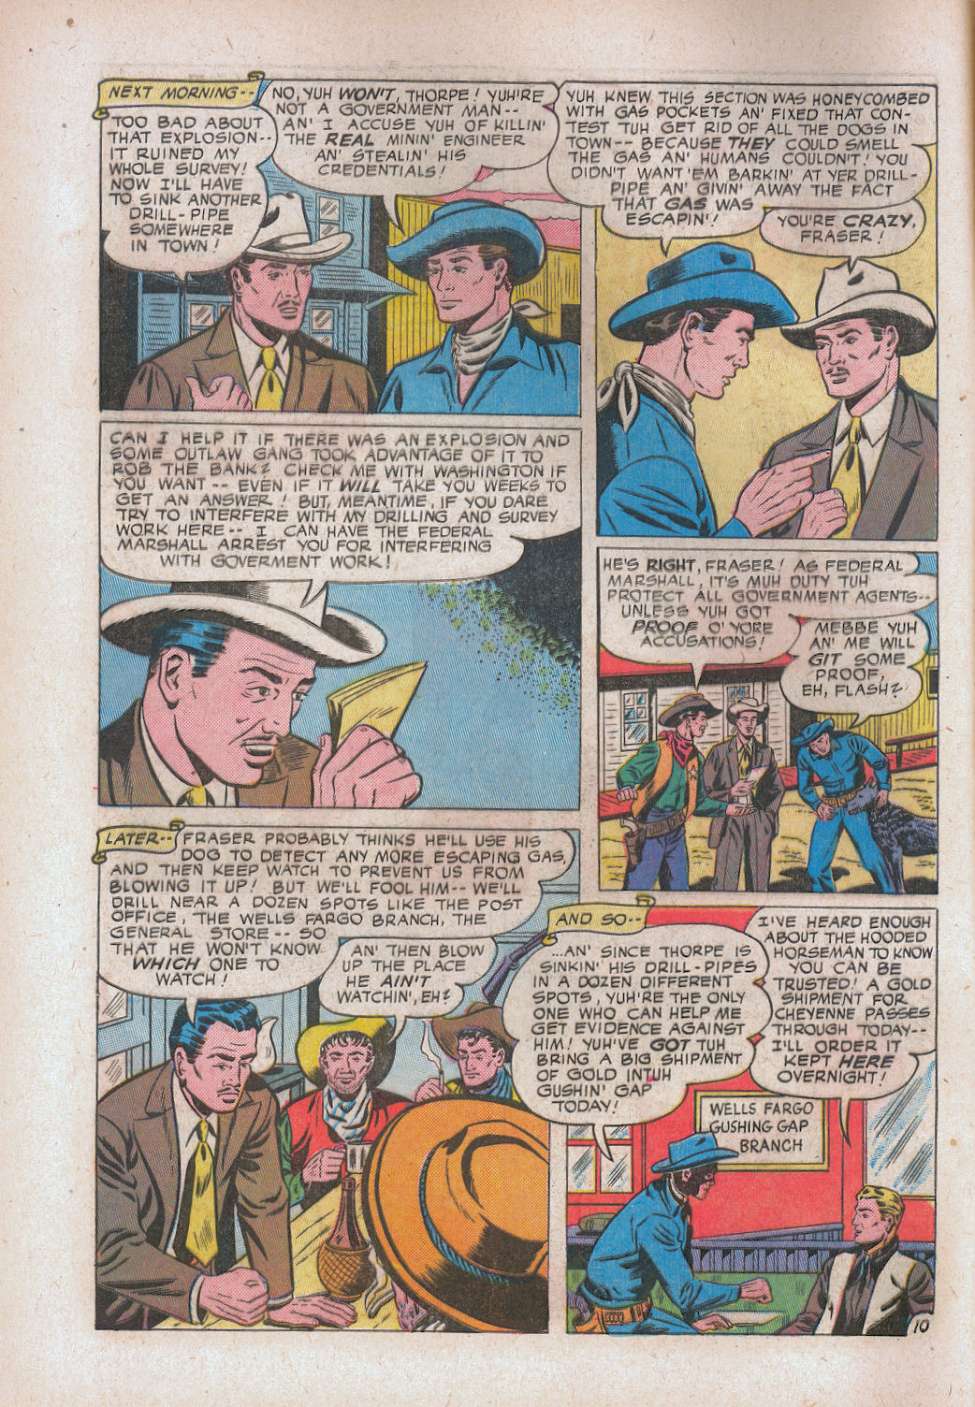 NEXT MORNING--
TOO BAD ABOUT
THAT EXPLOSION--
IT RUINED MY
WHOLE SURVEY!
NOW I'LL HAVE
TO SINK ANOTHER
DRILL-PIPE
SOMEWHERE
IN TOWN!
NO, YUH WON'T, THORPE! YUH'RE
NOT A GOVERNMENT MAN--
AN' I ACCUSE YUH OF KILLIN'
THE REAL MININ' ENGINEER
AN' STEALIN' HIS
CREDENTIALS!
YUH KNEW THIS SECTION WAS HONEYCOMBED
WITH GAS POCKETS AN' FIXED THAT CON-
TEST TUH GET RID OF ALL THE DOGS IN
TOWN-- BECAUSE THEY COULD SMELL
THE GAS AN' HUMANS COULDN'T! YOU
DIDN'T WANT 'EM BARKIN' AT YER DRILL-
PIPE AN' GIVIN' AWAY THE FACT
THAT GAS WAS
ESCAPIN'!
YOU'RE CRAZY,
FRASER!
CAN I HELP IT IF THERE WAS AN EXPLOSION AND
SOME OUTLAW GANG TOOK ADVANTAGE OF IT TO
ROB THE BANK? CHECK ME WITH WASHINGTON IF
YOU WANT-- EVEN IF IT WILL TAKE YOU WEEKS TO
GET AN ANSWER! BUT, MEANTIME, IF YOU DARE
TRY TO INTERFERE WITH MY DRILLING AND SURVEY
WORK HERE-- I CAN HAVE THE FEDERAL
MARSHALL ARREST YOU FOR INTERFERING
WITH GOVERMENT WORK!
HE'S RIGHT, FRASER! AS FEDERAL
MARSHALL, IT'S MUH DUTY TUH
PROTECT ALL GOVERNMENT AGENTS--
UNLESS YUH GOT
PROOF O' YORE
ACCUSATIONS!
MEBBE YUH
AN' ME WILL
GIT SOME
PROOF,
EH, FLASH?
LATER--
FRASER PROBABLY THINKS HE'LL USE HIS
DOG TO DETECT ANY MORE ESCAPING GAS,
AND THEN KEEP WATCH TO PREVENT US FROM
BLOWING IT UP! BUT WE'LL FOOL HIM-- WE'LL
DRILL NEAR A DOZEN SPOTS LIKE THE POST
OFFICE, THE WELLS FARGO BRANCH, THE
GENERAL STORE-- SO
THAT HE WON'T KNOW
WHICH ONE TO
WATCH!
AN' THEN BLOW
UP THE PLACE
HE AIN'T
WATCHIN', EH?
AND SO--
...AN' SINCE THORPE IS
SINKIN' HIS DRILL-PIPES
IN A DOZEN DIFFERENT
SPOTS, YUH'RE THE ONLY
ONE WHO CAN HELP ME
GET EVIDENCE AGAINST
HIM! YUH'VE GOT TUH
BRING A BIG SHIPMENT
OF GOLD INTUH
GUSHIN' GAP
TODAY!
I'VE HEARD ENOUGH
ABOUT THE HOODED
HORSEMAN TO KNOW
YOU CAN BE
TRUSTED! A GOLD
SHIPMENT FOR
CHEYENNE PASSES
THROUGH TODAY--
I'LL ORDER IT
KEPT HERE
OVERNIGHT!
WELLS FARGO
GUSHING GAP
BRANCH
10